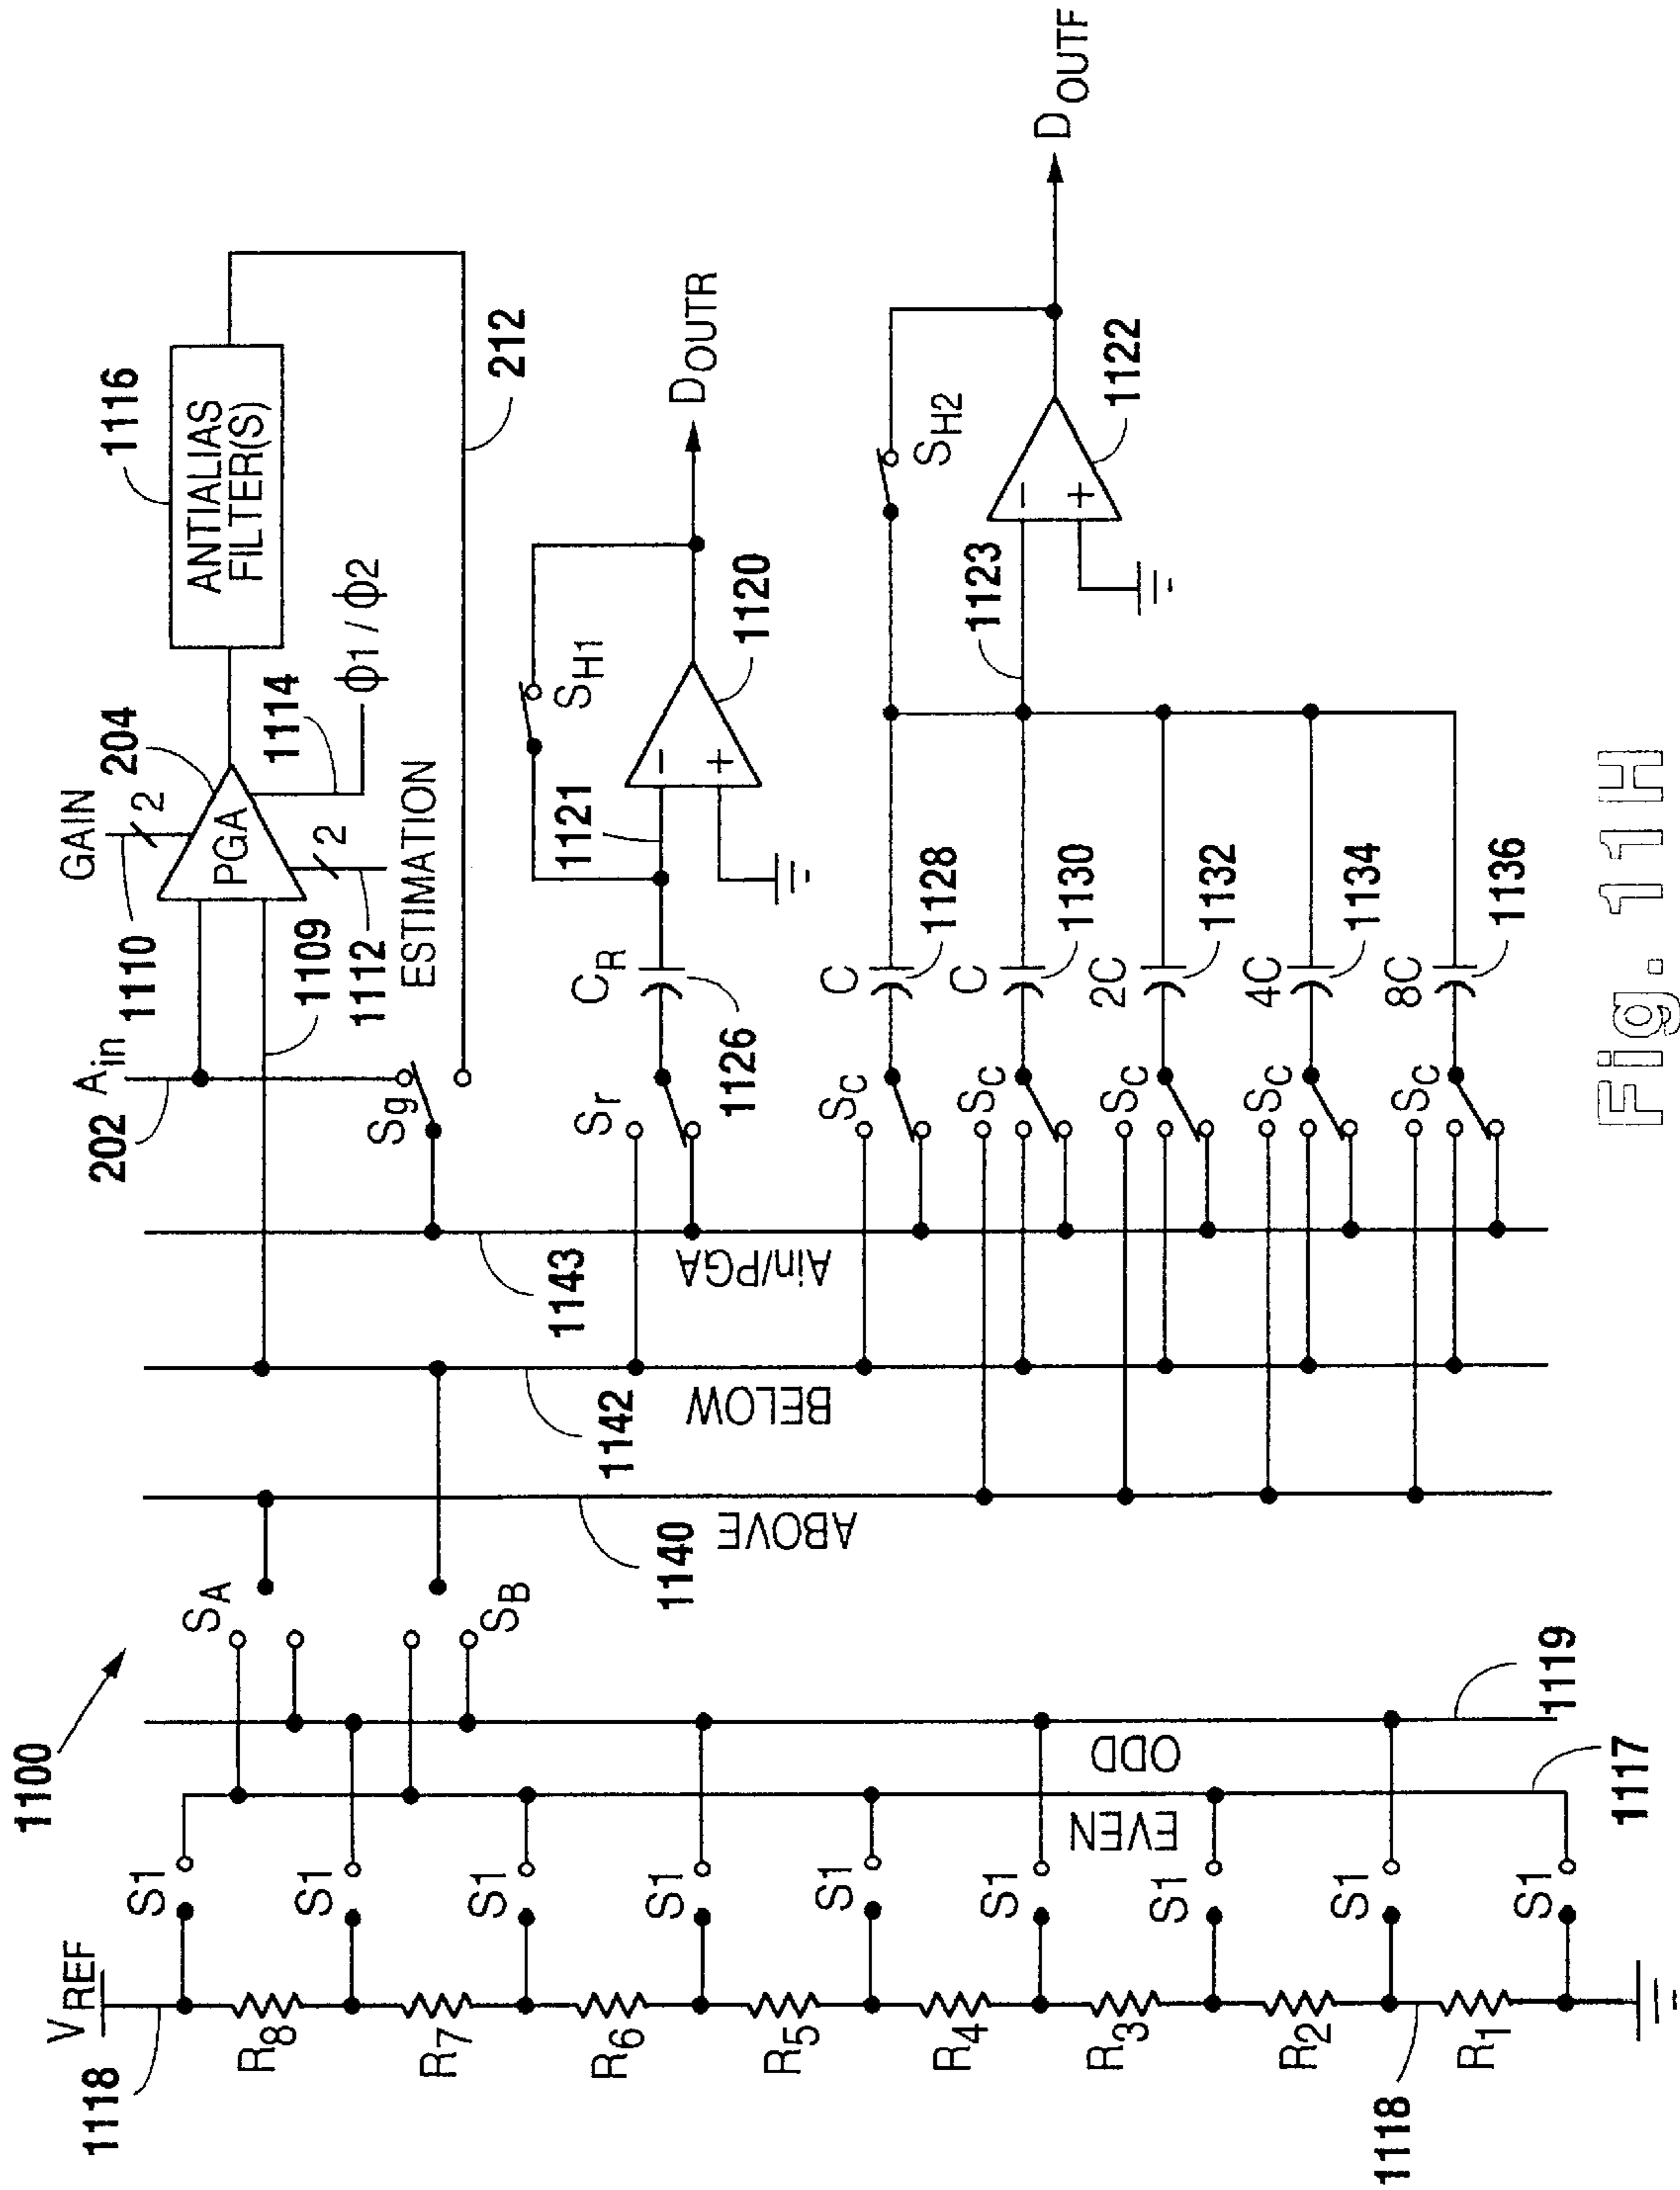 1100
V REF
1118
S1
R8
S1
R7
S1
R6
S1
R5
S1
R4
S1
R3
S1
R2
S1
1118
R1
S1
EVEN
ODD
1117
1119
SA
SB
ABOVE
1140
BELOW
1142
Ain/PGA
1143
202
Ain
Sg
GAIN
1110
2
204
PGA
1109
1112
2
ESTIMATION
1114
ϕ1 / ϕ2
1116
ANTIALIAS
FILTER(S)
212
Sr
CR
1126
1121
SH1
-
+
1120
DOUTR
SC
C
1128
SC
C
1130
SC
2C
1132
SC
4C
1134
SC
8C
1136
1123
SH2
-
+
1122
DOUTF
Fig. 11H